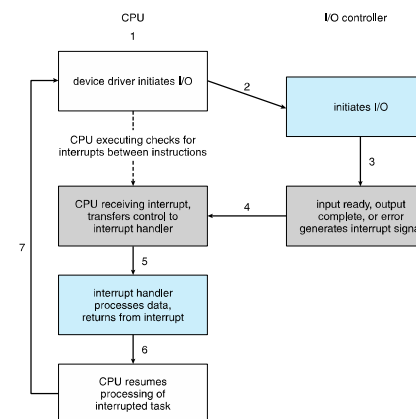 CPU
I/O controller
1
device driver initiates I/O
2
initiates I/O
CPU executing checks for
interrupts between instructions
3
CPU receiving interrupt,
transfers control to
interrupt handler
4
input ready, output
complete, or error
generates interrupt signa
7
5
interrupt handler
processes data,
returns from interrupt
6
CPU resumes
processing of
interrupted task